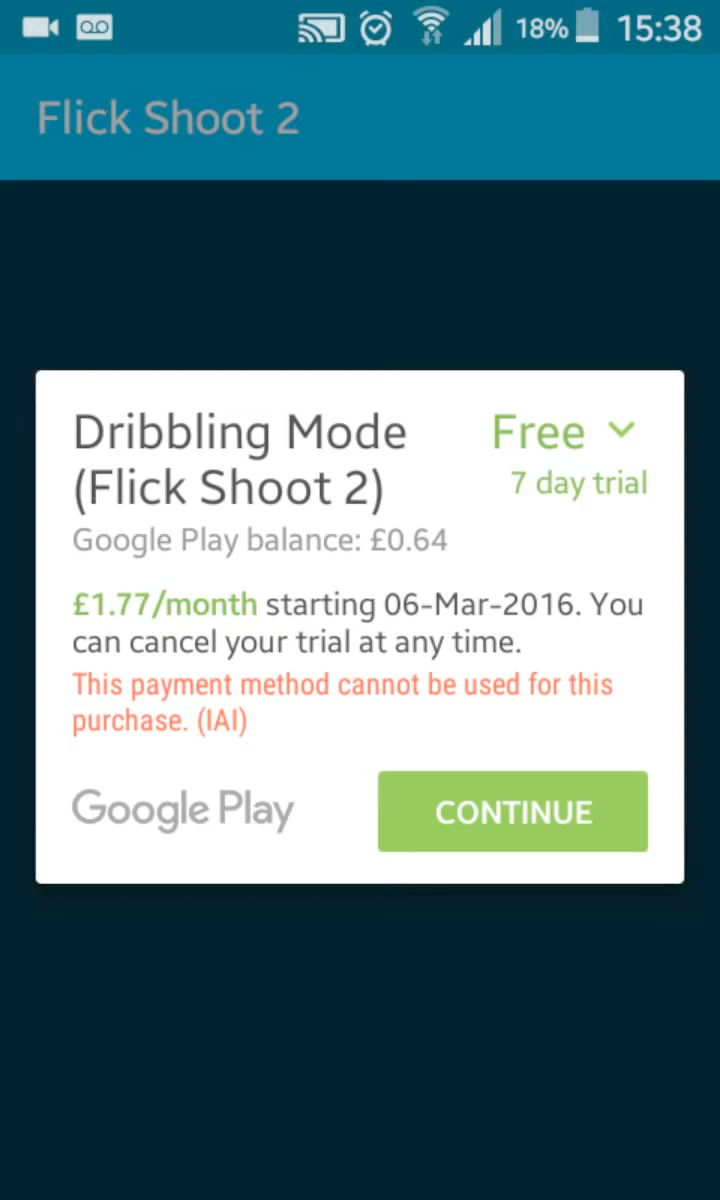 18% 15:38
Flick Shoot 2
Dribbling Mode Free
(Flick Shoot 2) 7 day trial
Google Play balance: £0.64
£1.77/month starting 06-Mar-2016. You
can cancel your trial at any time.
This payment method cannot be used for this
purchase. (IAI)
Google Play CONTINUE